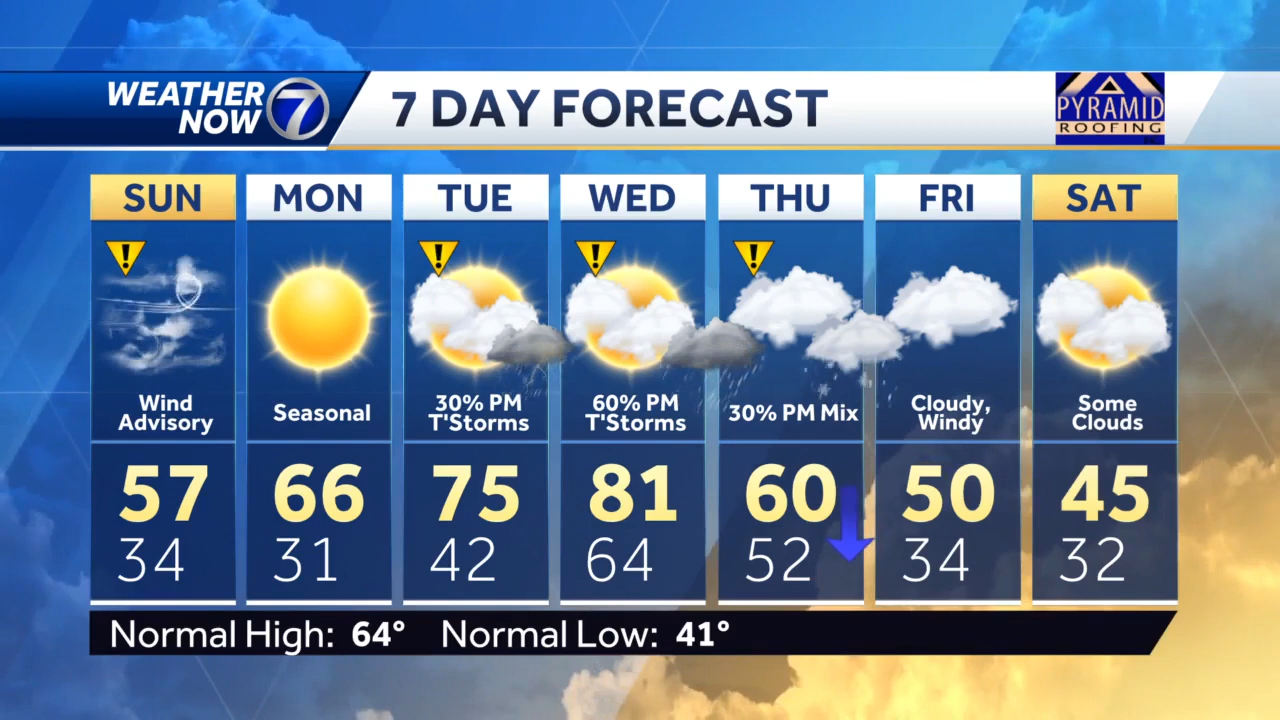 WEATHER
NOW
7
7 DAY FORECAST
PYRAMID
ROOFING
SUN
MON
TUE
WED
THU
FRI
SAT
!
!
!
!
Wind
Advisory
Seasonal
30% PM
T'Storms
60% PM
T'Storms
30% PM Mix
Cloudy,
Windy
Some
Clouds
57
66
75
81
60
50
45
34
31
42
64
52
34
32
Normal High: 64° Normal Low: 41°